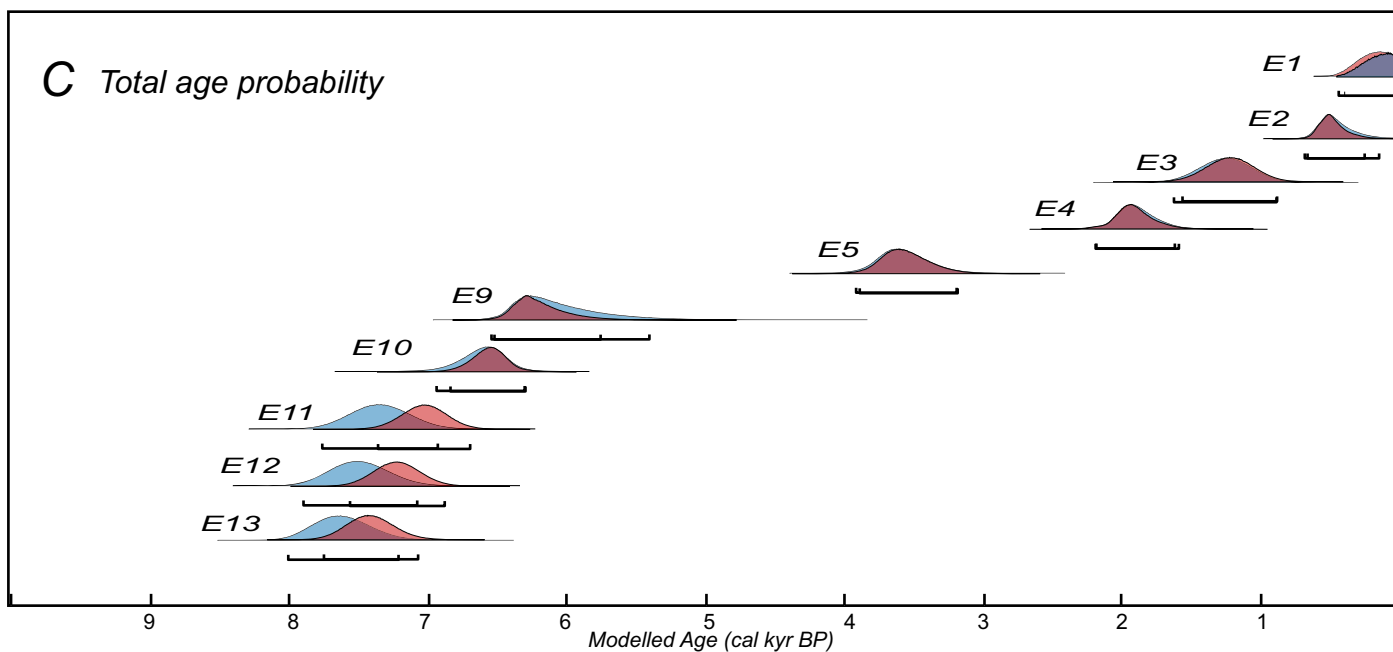 C Total age probability
E1
E2
E3
E4
E5
E9
E10
E11
E12
E13
9 8 7 6 5 4 3 2 1
Modelled Age (cal kyr BP)